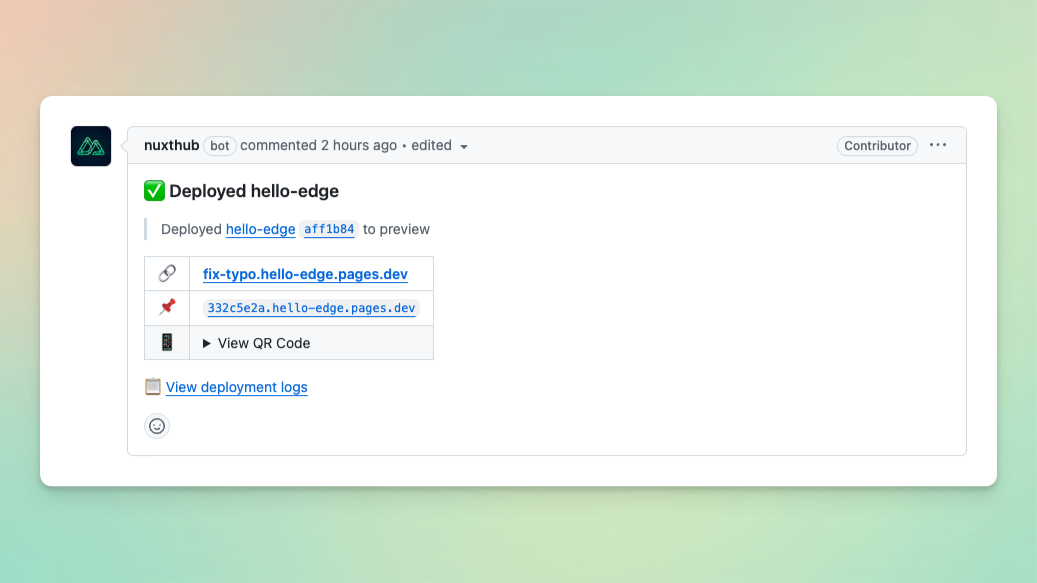 nuxthub bot commented 2 hours ago • edited Contributor
Deployed hello-edge
Deployed hello-edge aff1b84 to preview
fix-typo.hello-edge.pages.dev
332c5e2a.hello-edge.pages.dev
View QR Code
View deployment logs